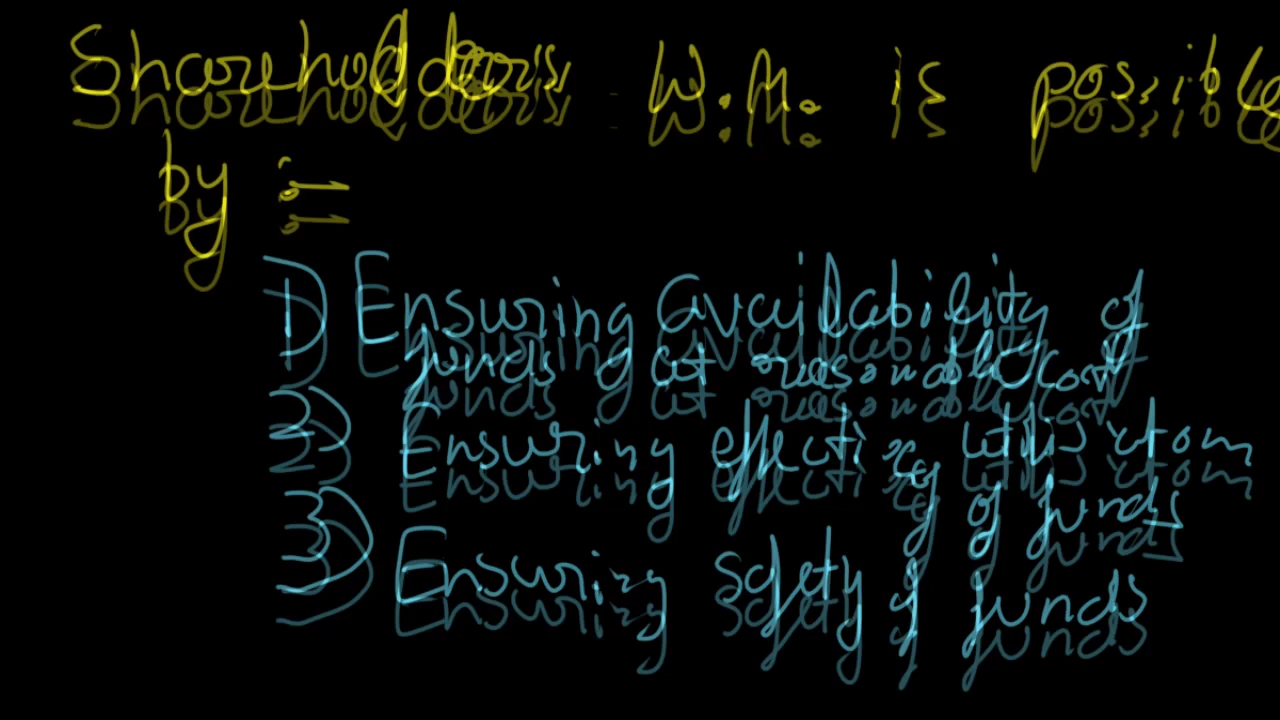 Shareholders W.M. is possible
by :-
1) Ensuring availability of
funds at reasonable cost
2) Ensuring effective utilisation
of funds
3) Ensuring safety of funds